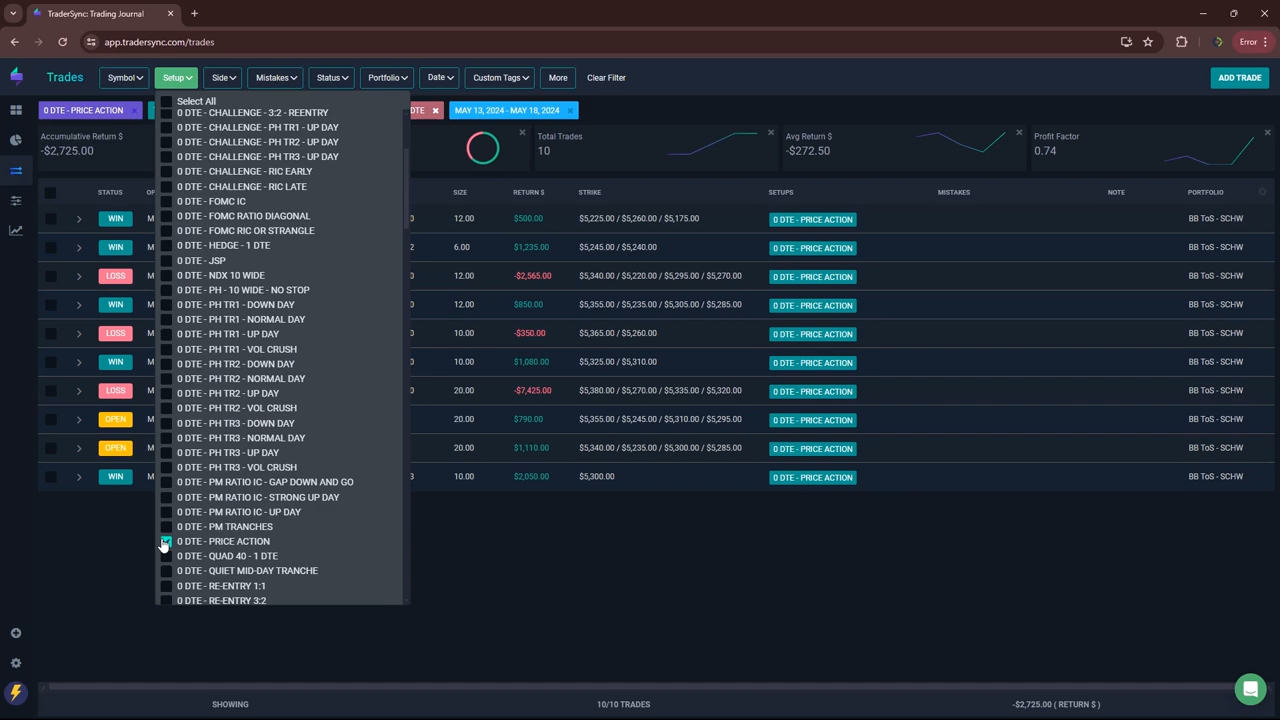 TraderSync: Trading Journal
app.tradersync.com/trades
Error
Trades
Symbol
Setup
Side
Mistakes
Status
Portfolio
Date
Custom Tags
More
Clear Filter
ADD TRADE
0 DTE - PRICE ACTION
DTE
MAY 13, 2024 - MAY 18, 2024
Accumulative Return $
-$2,725.00
Total Trades
10
Avg Return $
-$272.50
Profit Factor
0.74
Select All
0 DTE - CHALLENGE - 3:2 - REENTRY
0 DTE - CHALLENGE - PH TR1 - UP DAY
0 DTE - CHALLENGE - PH TR2 - UP DAY
0 DTE - CHALLENGE - PH TR3 - UP DAY
0 DTE - CHALLENGE - RIC EARLY
0 DTE - CHALLENGE - RIC LATE
0 DTE - FOMC IC
0 DTE - FOMC RATIO DIAGONAL
0 DTE - FOMC RIC OR STRANGLE
0 DTE - HEDGE - 1 DTE
0 DTE - JSP
0 DTE - NDX 10 WIDE
0 DTE - PH - 10 WIDE - NO STOP
0 DTE - PH TR1 - DOWN DAY
0 DTE - PH TR1 - NORMAL DAY
0 DTE - PH TR1 - UP DAY
0 DTE - PH TR1 - VOL CRUSH
0 DTE - PH TR2 - DOWN DAY
0 DTE - PH TR2 - NORMAL DAY
0 DTE - PH TR2 - UP DAY
0 DTE - PH TR2 - VOL CRUSH
0 DTE - PH TR3 - DOWN DAY
0 DTE - PH TR3 - NORMAL DAY
0 DTE - PH TR3 - UP DAY
0 DTE - PH TR3 - VOL CRUSH
0 DTE - PM RATIO IC - GAP DOWN AND GO
0 DTE - PM RATIO IC - STRONG UP DAY
0 DTE - PM RATIO IC - UP DAY
0 DTE - PM TRANCHES
0 DTE - PRICE ACTION
0 DTE - QUAD 40 - 1 DTE
0 DTE - QUIET MID-DAY TRANCHE
0 DTE - RE-ENTRY 1:1
0 DTE - RE-ENTRY 3:2
STATUS OP SIZE RETURN $ STRIKE SETUPS MISTAKES NOTE PORTFOLIO
WIN M 12.00 $500.00 $5,225.00 / $5,260.00 / $5,175.00 0 DTE - PRICE ACTION BB ToS - SCHW
WIN M 6.00 $1,235.00 $5,245.00 / $5,240.00 0 DTE - PRICE ACTION BB ToS - SCHW
LOSS M 12.00 -$2,565.00 $5,340.00 / $5,220.00 / $5,295.00 / $5,270.00 0 DTE - PRICE ACTION BB ToS - SCHW
WIN M 12.00 $850.00 $5,355.00 / $5,235.00 / $5,305.00 / $5,285.00 0 DTE - PRICE ACTION BB ToS - SCHW
LOSS M 10.00 -$350.00 $5,365.00 / $5,260.00 0 DTE - PRICE ACTION BB ToS - SCHW
WIN M 10.00 $1,080.00 $5,325.00 / $5,310.00 0 DTE - PRICE ACTION BB ToS - SCHW
LOSS M 20.00 -$7,425.00 $5,380.00 / $5,270.00 / $5,335.00 / $5,320.00 0 DTE - PRICE ACTION BB ToS - SCHW
OPEN M 20.00 $790.00 $5,355.00 / $5,245.00 / $5,310.00 / $5,295.00 0 DTE - PRICE ACTION BB ToS - SCHW
OPEN M 20.00 $1,110.00 $5,340.00 / $5,235.00 / $5,300.00 / $5,285.00 0 DTE - PRICE ACTION BB ToS - SCHW
WIN M 3 10.00 $2,050.00 $5,300.00 0 DTE - PRICE ACTION BB ToS - SCHW
SHOWING 10/10 TRADES -$2,725.00 ( RETURN $ )